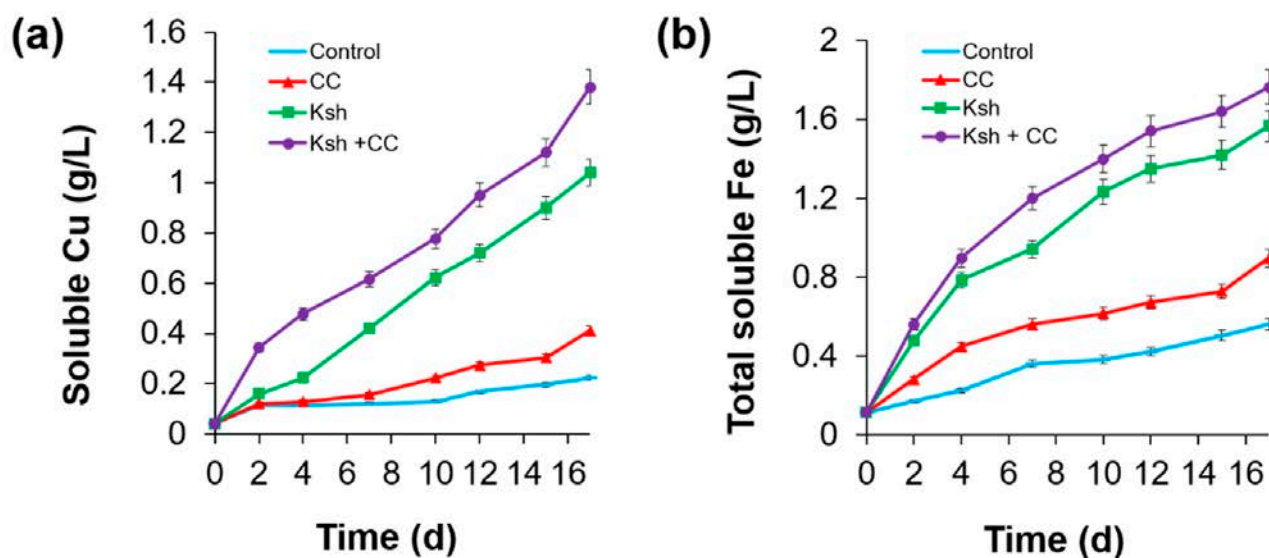 (a)
Soluble Cu (g/L)
1.6
1.4
1.2
1
0.8
0.6
0.4
0.2
0
Control
CC
Ksh
Ksh +CC
0 2 4 6 8 10 12 14 16
Time (d)
(b)
Total soluble Fe (g/L)
2
1.6
1.2
0.8
0.4
0
Control
CC
Ksh
Ksh + CC
0 2 4 6 8 10 12 14 16
Time (d)